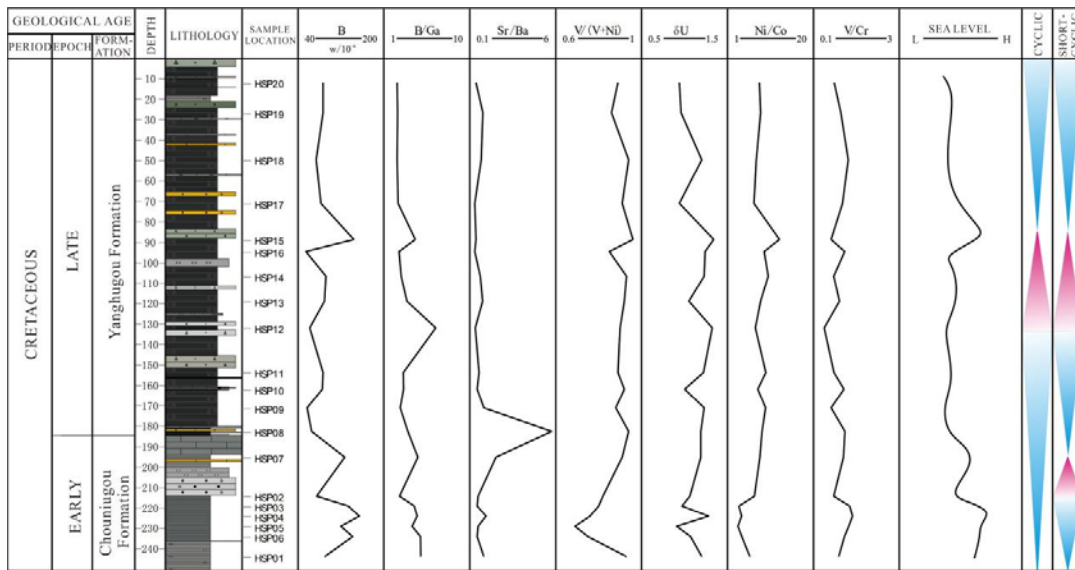 GEOLOGICAL AGE
PERIOD EPOCH FORM-
ATION
DEPTH
LITHOLOGY
SAMPLE
LOCATION
B
40 200
w/10⁻⁶
B/Ga
1 10
Sr/Ba
0.1 6
V/(V+Ni)
0.6 1
δU
0.5 1.5
Ni/Co
1 20
V/Cr
0.1 3
SEA LEVEL
L H
CYCLIC
SHORT-
CYCLIC
CRETACEOUS
LATE
EARLY
Yanghugou Formation
Chouniugou
Formation
10
20
30
40
50
60
70
80
90
100
110
120
130
140
150
160
170
180
190
200
210
220
230
240
HSP20
HSP19
HSP18
HSP17
HSP15
HSP16
HSP14
HSP13
HSP12
HSP11
HSP10
HSP09
HSP08
HSP07
HSP02
HSP03
HSP04
HSP05
HSP06
HSP01